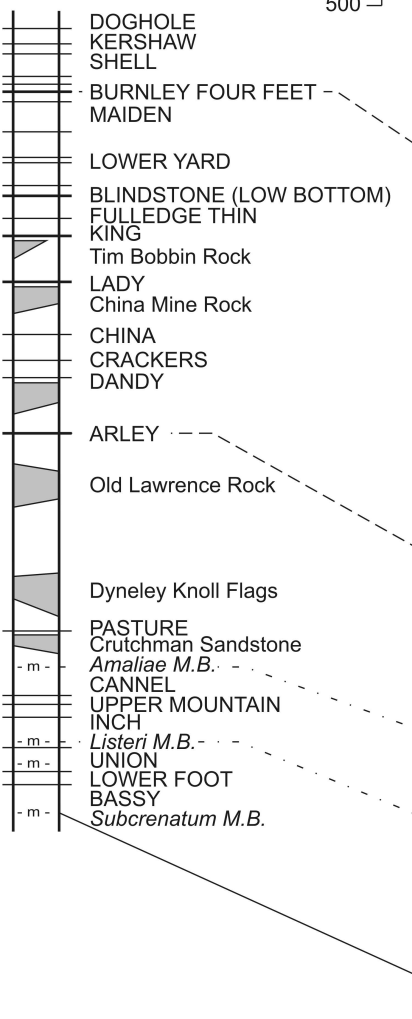 500
DOGHOLE
KERSHAW
SHELL
BURNLEY FOUR FEET
MAIDEN
LOWER YARD
BLINDSTONE (LOW BOTTOM)
FULLEDGE THIN
KING
Tim Bobbin Rock
LADY
China Mine Rock
CHINA
CRACKERS
DANDY
ARLEY
Old Lawrence Rock
Dyneley Knoll Flags
PASTURE
Crutchman Sandstone
- m - Amaliae M.B.
CANNEL
UPPER MOUNTAIN
INCH
- m - Listeri M.B.
- m - UNION
LOWER FOOT
BASSY
- m - Subcrenatum M.B.